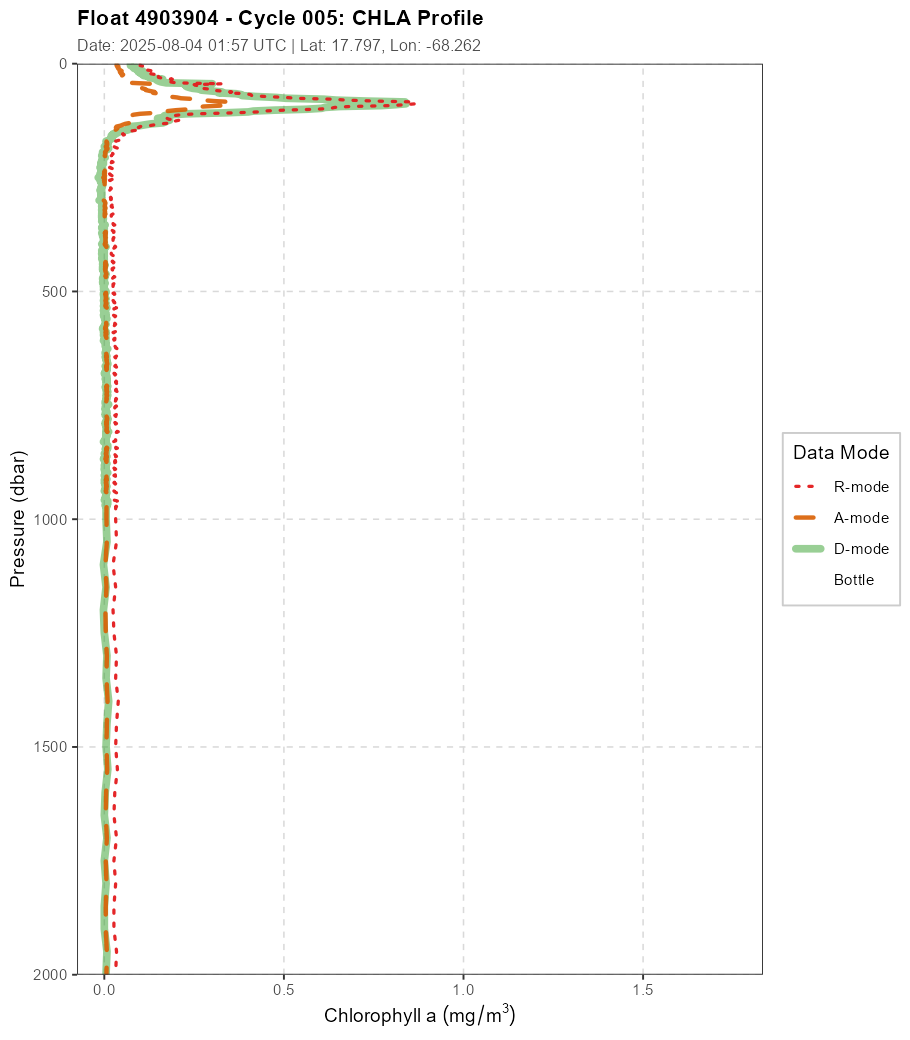 Float 4903904 - Cycle 005: CHLA Profile
Date: 2025-08-04 01:57 UTC | Lat: 17.797, Lon: -68.262
0
500
1000
1500
2000
Pressure (dbar)
0.0 0.5 1.0 1.5
Chlorophyll a (mg/m³)
Data Mode
R-mode
A-mode
D-mode
Bottle